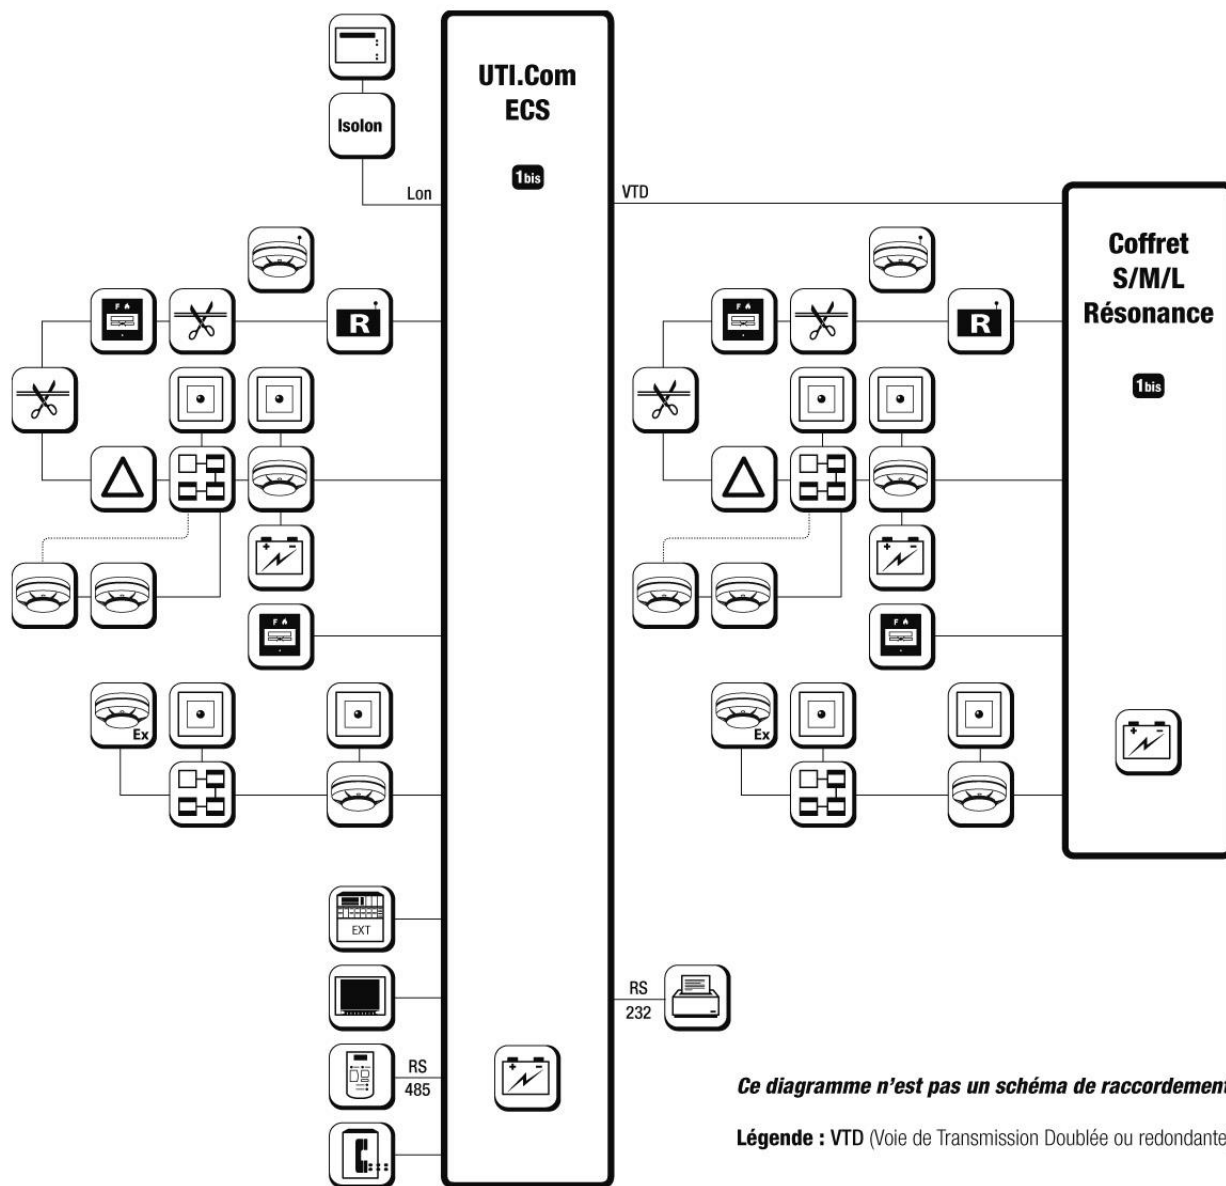 UTI.Com
ECS
1bis
Isolon
Lon
VTD
Coffret
S/M/L
Résonance
1bis
F
R
F
R
F
F
Ex
Ex
EXT
RS
232
RS
485
+ -
+ -
+ -
+ -
Ce diagramme n'est pas un schéma de raccordement
Légende : VTD (Voie de Transmission Doublée ou redondante